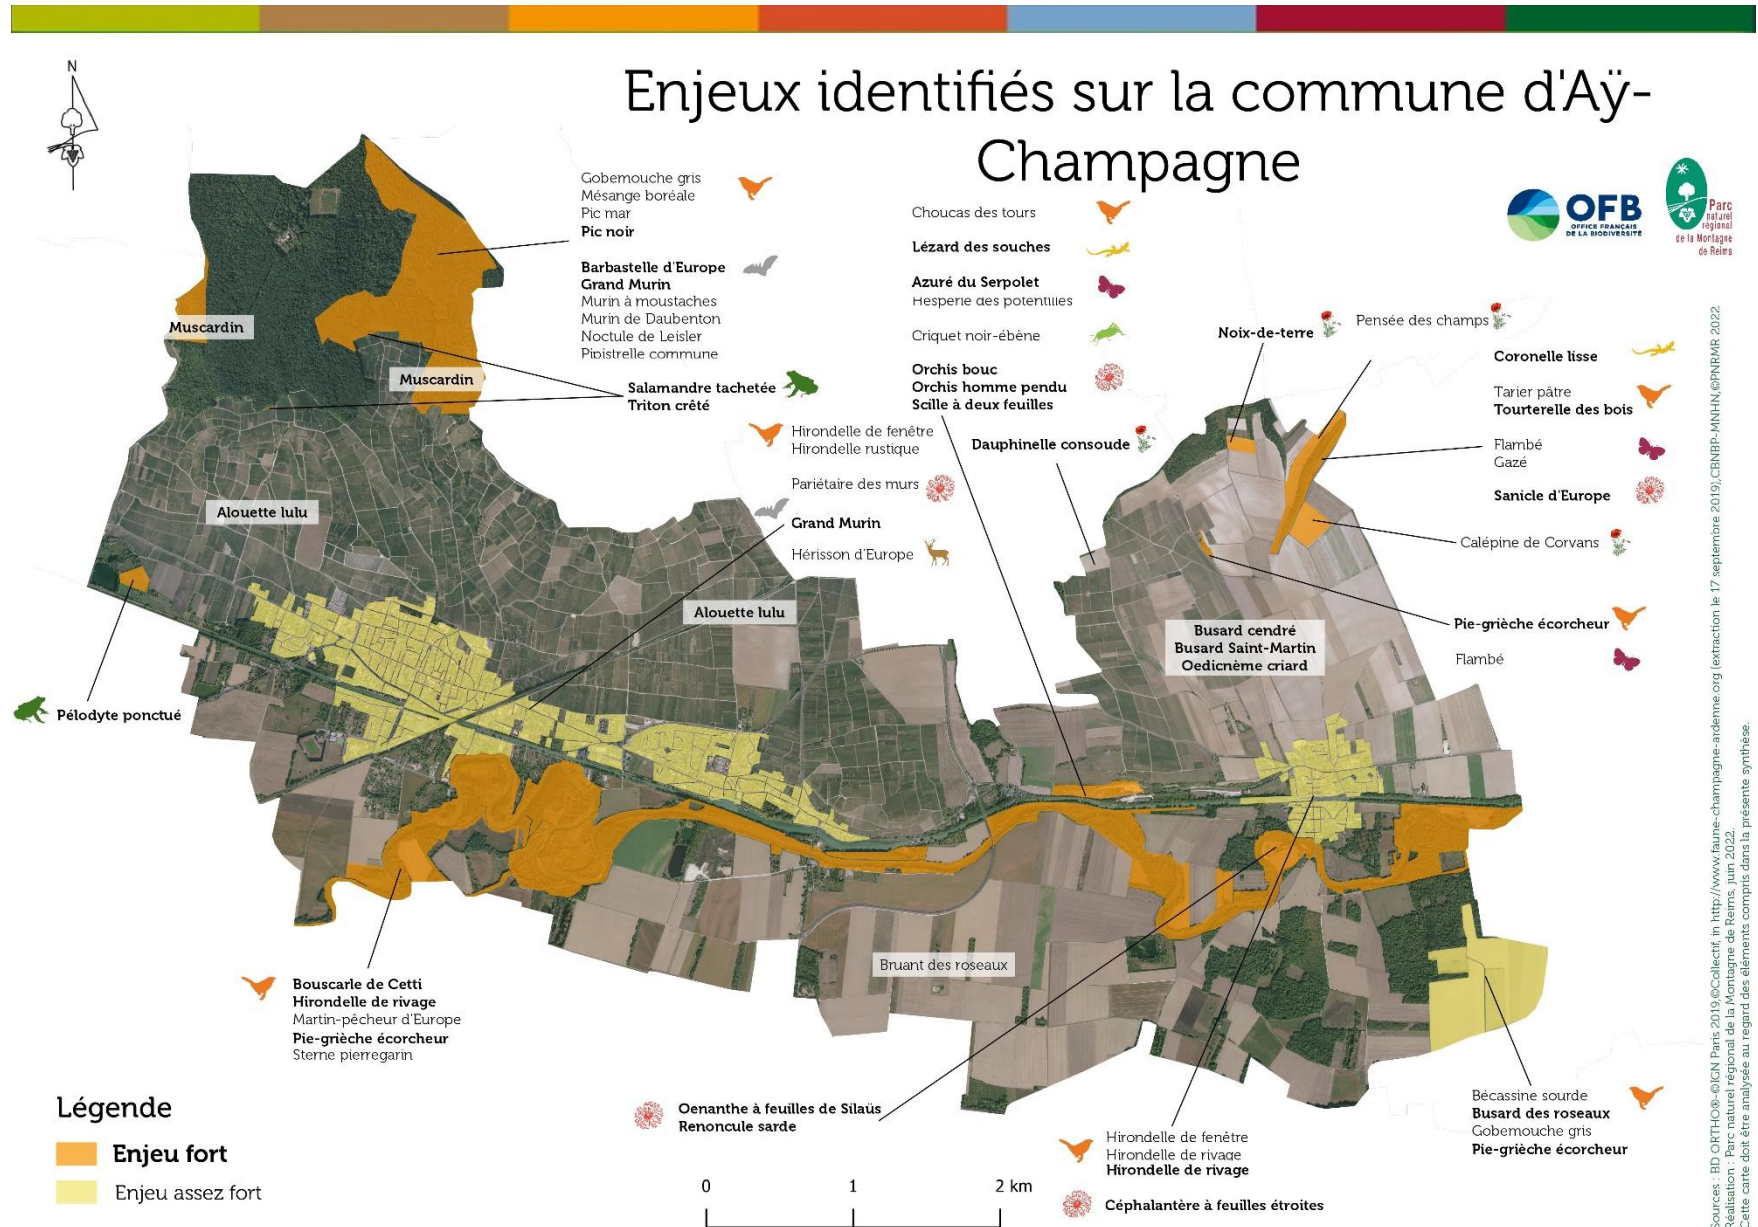 Enjeux identifiés sur la commune d'Aÿ-
Champagne
N
OFB
OFFICE FRANÇAIS
DE LA BIODIVERSITÉ
Parc
naturel
régional
de la Montagne
de Reims
Gobemouche gris
Mésange boréale
Pic mar
Pic noir
Barbastelle d'Europe
Grand Murin
Murin à moustaches
Murin de Daubenton
Noctule de Leisler
Pipistrelle commune
Muscardin
Muscardin
Salamandre tachetée
Triton crêté
Hirondelle de fenêtre
Hirondelle rustique
Pariétaire des murs
Grand Murin
Hérisson d'Europe
Choucas des tours
Lézard des souches
Azuré du Serpolet
Hespérie des potentilles
Criquet noir-ébène
Orchis bouc
Orchis homme pendu
Scille à deux feuilles
Dauphinelle consoude
Noix-de-terre
Pensée des champs
Coronelle lisse
Tarier pâtre
Tourterelle des bois
Flambé
Gazé
Sanicle d'Europe
Calépine de Corvans
Pie-grièche écorcheur
Flambé
Alouette lulu
Alouette lulu
Busard cendré
Busard Saint-Martin
Oedicnème criard
Pélodyte ponctué
Bruant des roseaux
Bouscarle de Cetti
Hirondelle de rivage
Martin-pêcheur d'Europe
Pie-grièche écorcheur
Sterne pierregarin
Oenanthe à feuilles de Silaüs
Renoncule sarde
Hirondelle de fenêtre
Hirondelle de rivage
Hirondelle de rivage
Céphalantère à feuilles étroites
Bécassine sourde
Busard des roseaux
Gobemouche gris
Pie-grièche écorcheur
Légende
Enjeu fort
Enjeu assez fort
0 1 2 km
Sources : BD ORTHO®-©IGN Paris 2019,©Collectif, in http://www.faune-champagne-ardenne.org (extraction le 17 septembre 2019),CBNBP-MNHN,©PNRMR 2022
Réalisation : Parc naturel régional de la Montagne de Reims, juin 2022.
Cette carte doit être analysée au regard des éléments compris dans la présente synthèse.